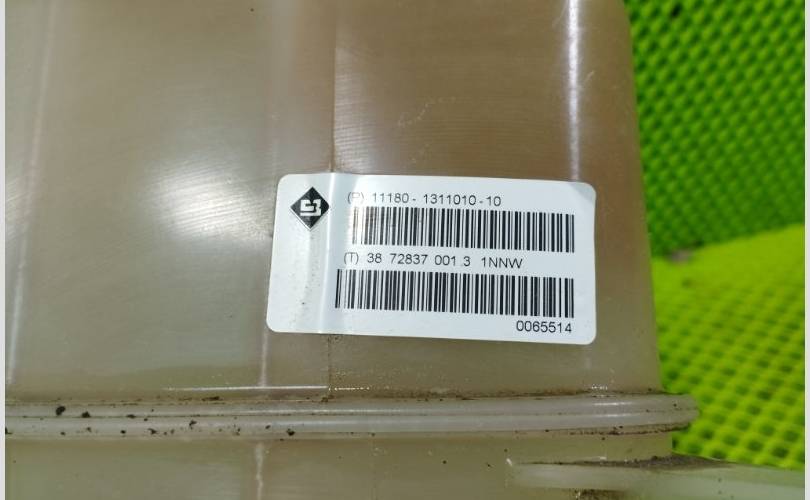 (P) 11180 - 1311010 - 10
(T) 38 72837 001 3 1NNW
0065514